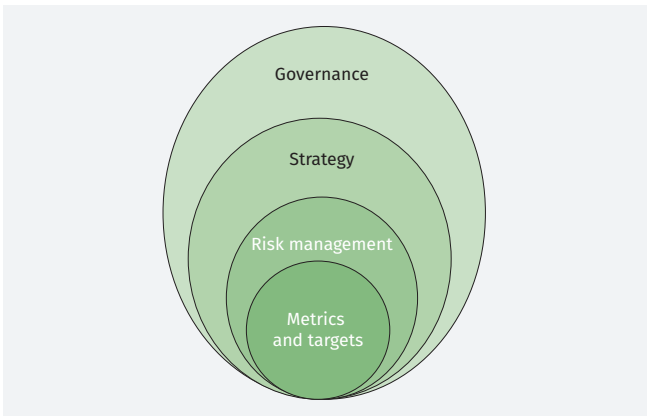 Governance
Strategy
Risk management
Metrics
and targets